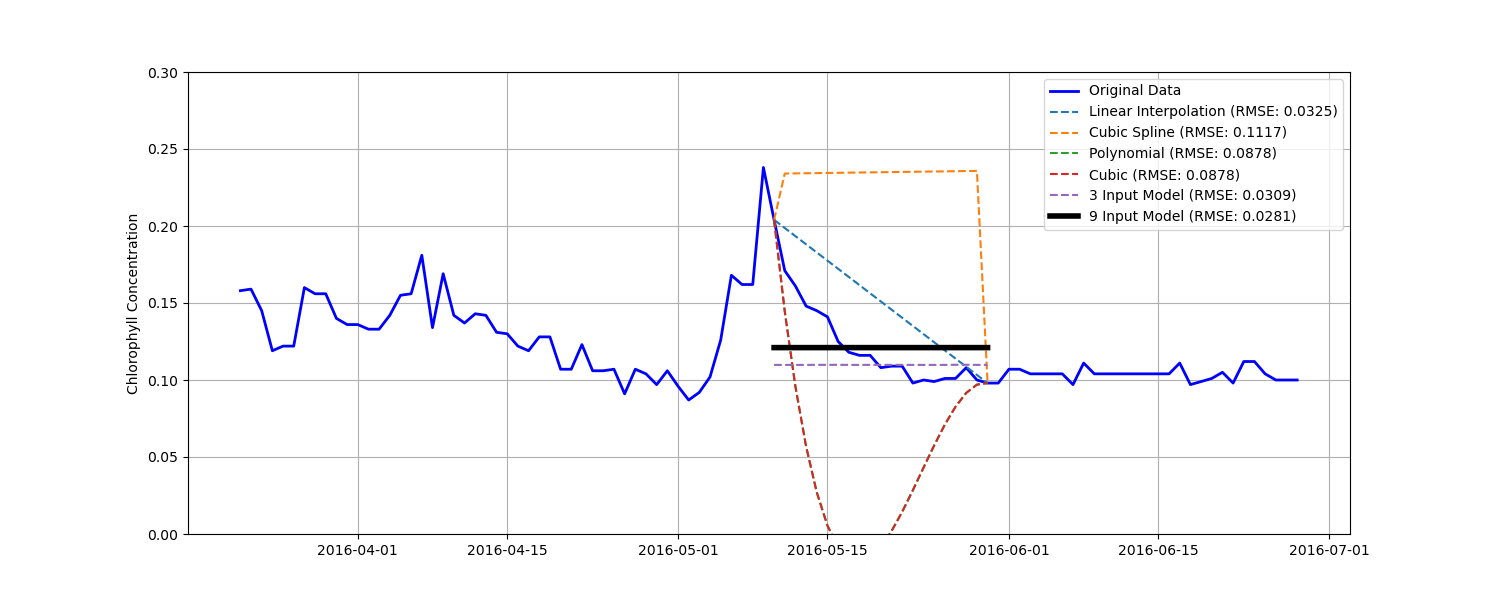 0.30
0.25
0.20
0.15
0.10
0.05
0.00
Chlorophyll Concentration
2016-04-01
2016-04-15
2016-05-01
2016-05-15
2016-06-01
2016-06-15
2016-07-01
Original Data
Linear Interpolation (RMSE: 0.0325)
Cubic Spline (RMSE: 0.1117)
Polynomial (RMSE: 0.0878)
Cubic (RMSE: 0.0878)
3 Input Model (RMSE: 0.0309)
9 Input Model (RMSE: 0.0281)